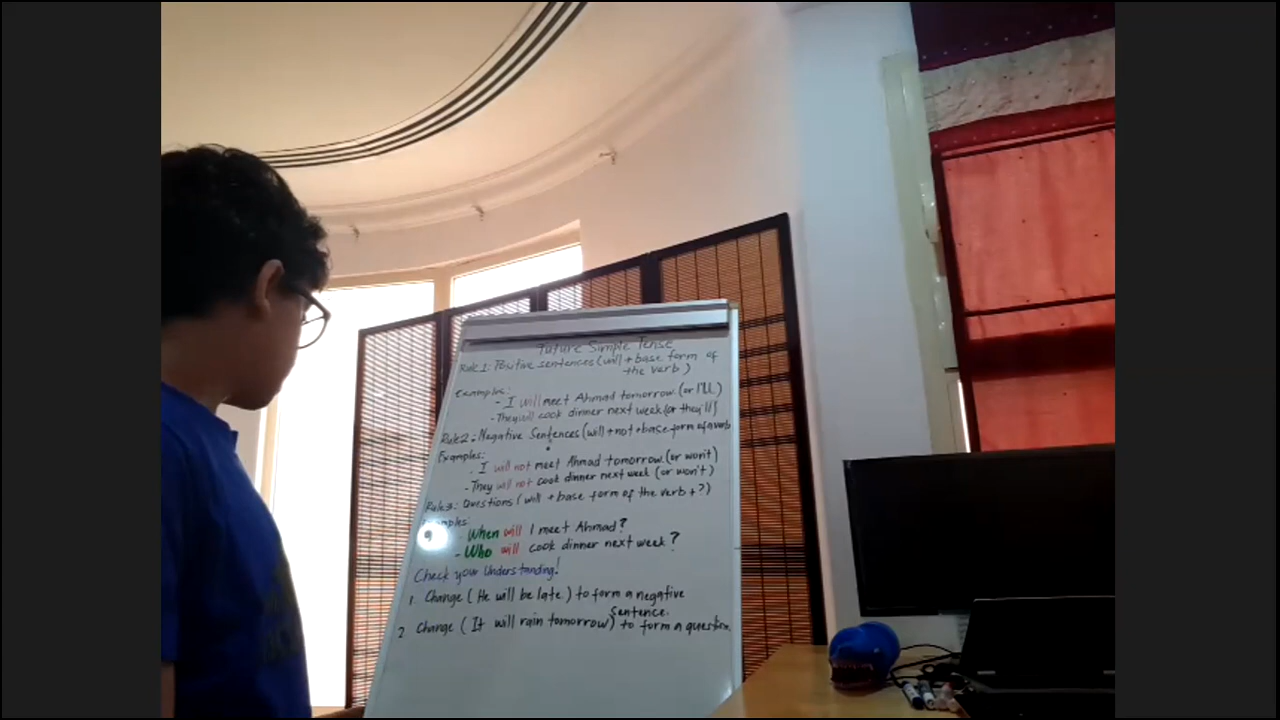 Future Simple Tense
Rule 1: Positive sentences (will + base form of
the verb)
Examples:
- I will meet Ahmad tomorrow (or I'll)
- They will cook dinner next week (or they'll)
Rule 2: Negative Sentences (will + not + base form of a verb
Examples:
- I will not meet Ahmad tomorrow (or won't)
- They will not cook dinner next week (or won't)
Rule 3: Questions (will + base form of the verb + ?)
- When will I meet Ahmad?
- Who will cook dinner next week?
Check your Understanding!
1. Change (He will be late) to form a negative
Sentence.
2. Change (It will rain tomorrow) to form a question.